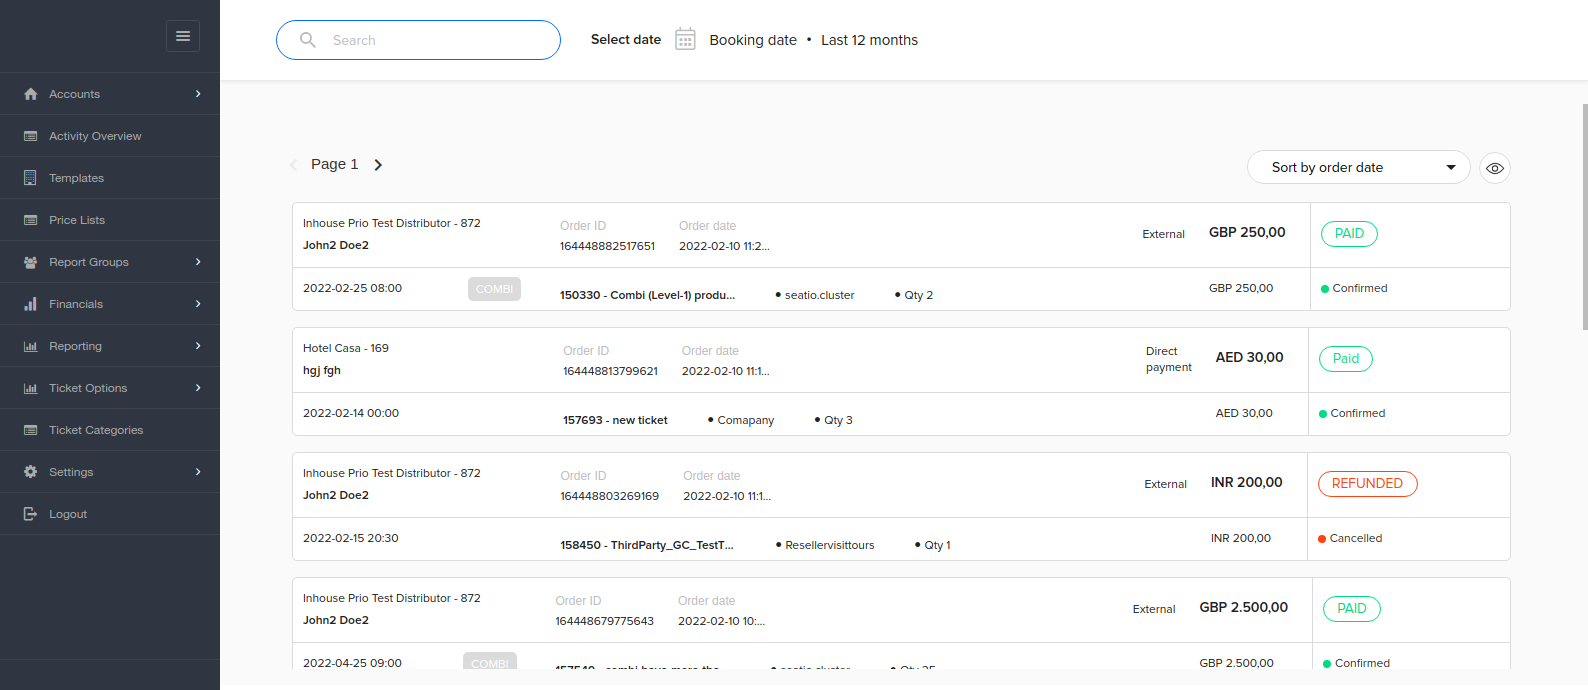 Search
Select date
Booking date • Last 12 months
Accounts
Activity Overview
Templates
Price Lists
Report Groups
Financials
Reporting
Ticket Options
Ticket Categories
Settings
Logout
Page 1
Sort by order date
Inhouse Prio Test Distributor - 872
John2 Doe2
Order ID
164448882517651
Order date
2022-02-10 11:2...
External
GBP 250,00
PAID
2022-02-25 08:00
COMBI
150330 - Combi (Level-1) produ...
• seatio.cluster
• Qty 2
GBP 250,00
Confirmed
Hotel Casa - 169
hgj fgh
Order ID
164448813799621
Order date
2022-02-10 11:1...
Direct
payment
AED 30,00
Paid
2022-02-14 00:00
157693 - new ticket
• Comapany
• Qty 3
AED 30,00
Confirmed
Inhouse Prio Test Distributor - 872
John2 Doe2
Order ID
164448803269169
Order date
2022-02-10 11:1...
External
INR 200,00
REFUNDED
2022-02-15 20:30
158450 - ThirdParty_GC_TestT...
• Resellervisittours
• Qty 1
INR 200,00
Cancelled
Inhouse Prio Test Distributor - 872
John2 Doe2
Order ID
164448679775643
Order date
2022-02-10 10:...
External
GBP 2.500,00
PAID
2022-04-25 09:00
COMBI
• seatio.cluster
GBP 2.500,00
Confirmed